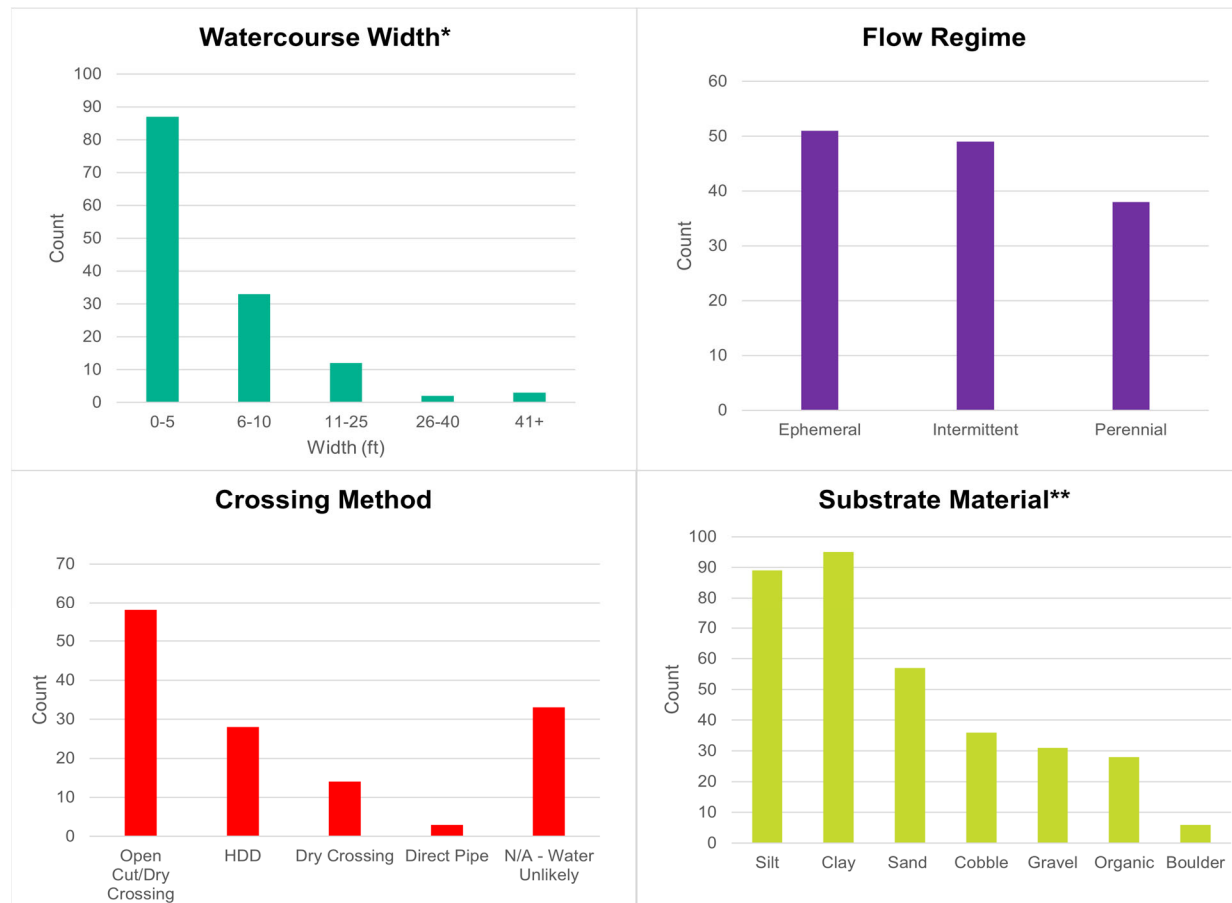 Watercourse Width*
100
90
80
70
60
50
40
30
20
10
0
Count
0-5 6-10 11-25 26-40 41+
Width (ft)
Flow Regime
60
50
40
30
20
10
0
Count
Ephemeral Intermittent Perennial
Crossing Method
70
60
50
40
30
20
10
0
Count
Open HDD Dry Crossing Direct Pipe N/A - Water
Cut/Dry Unlikely
Crossing
Substrate Material**
100
90
80
70
60
50
40
30
20
10
0
Count
Silt Clay Sand Cobble Gravel Organic Boulder